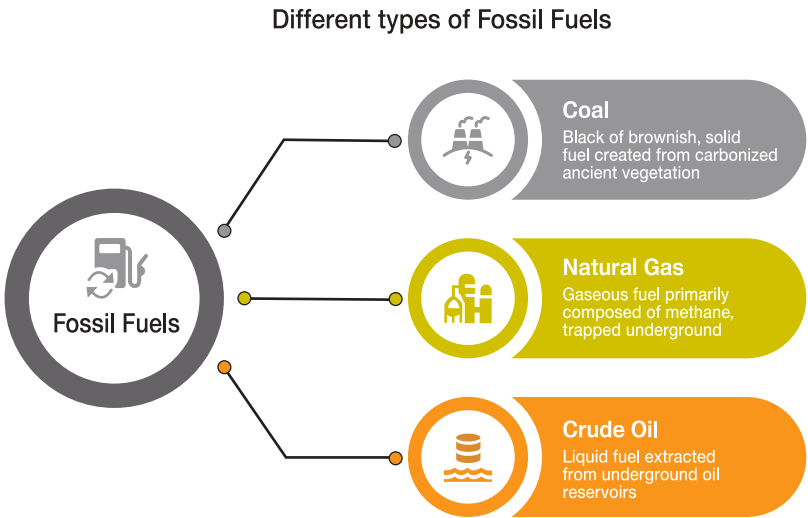 Different types of Fossil Fuels
Fossil Fuels
Coal
Black of brownish, solid
fuel created from carbonized
ancient vegetation
Natural Gas
Gaseous fuel primarily
composed of methane,
trapped underground
Crude Oil
Liquid fuel extracted
from underground oil
reservoirs